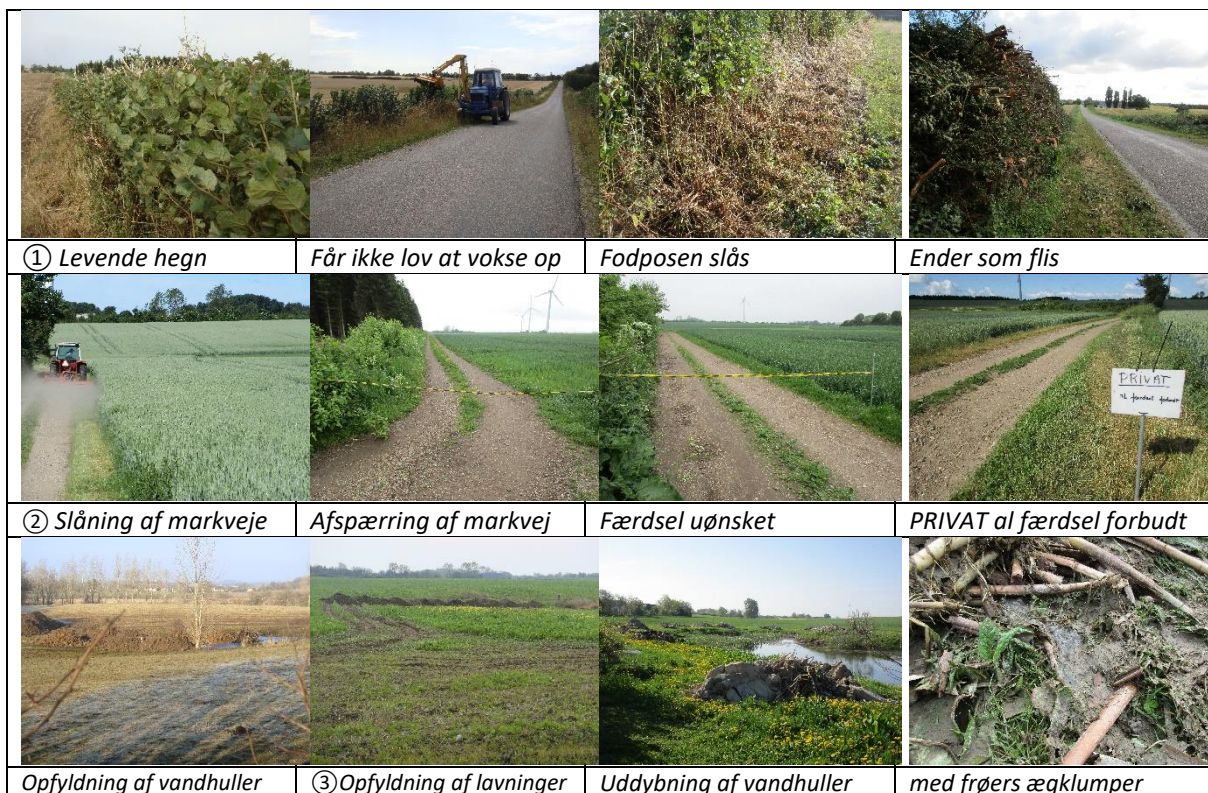 ① Levende hegn
Får ikke lov at vokse op
Fodposen slås
Ender som flis
② Slåning af markveje
Afspærring af markvej
Færdsel uønsket
PRIVAT al færdsel forbudt
PRIVAT
færdsel forbudt
Opfyldning af vandhuller
③Opfyldning af lavninger
Uddybning af vandhuller
med frøers ægklumper